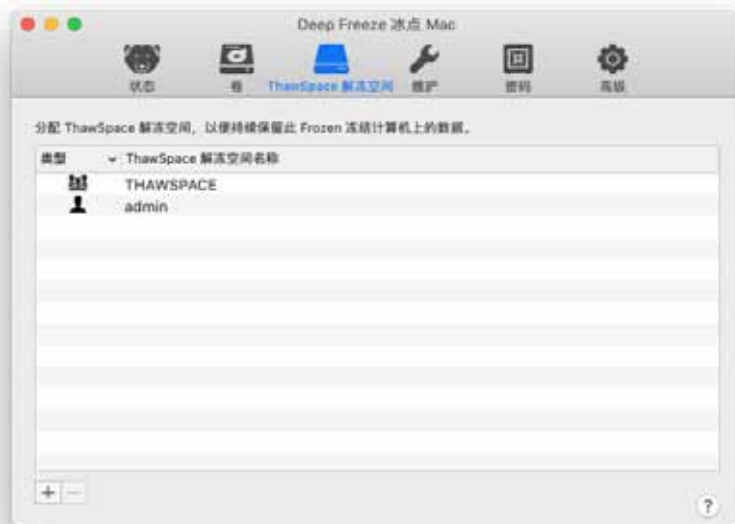 Deep Freeze 冰点 Mac
状态
卷
ThawSpace 解冻空间
维护
密码
高级
分配 ThawSpace 解冻空间，以便持续保留此 Frozen 冻结计算机上的数据。
类型
ThawSpace 解冻空间名称
THAWSPACE
admin
+ −
?